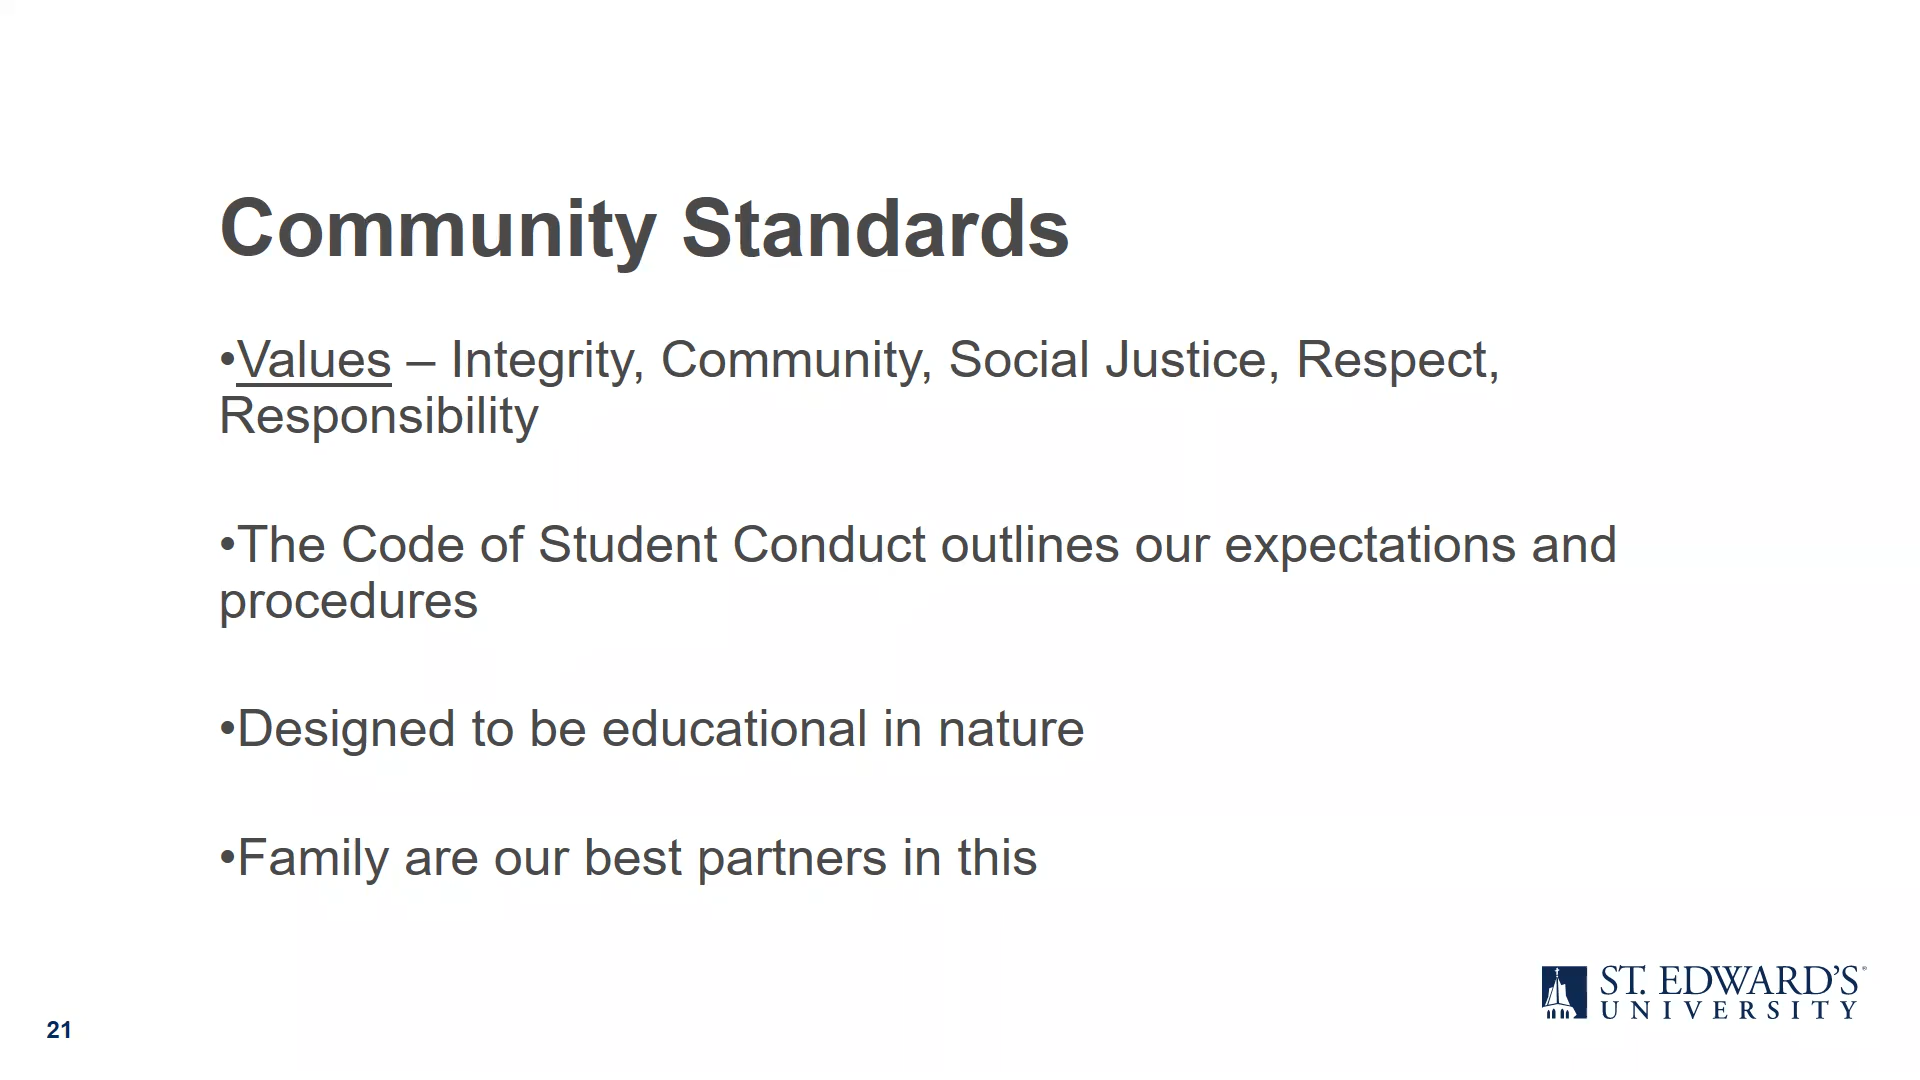 Community Standards
•Values – Integrity, Community, Social Justice, Respect,
Responsibility
•The Code of Student Conduct outlines our expectations and
procedures
•Designed to be educational in nature
•Family are our best partners in this
ST. EDWARD'S®
UNIVERSITY
21